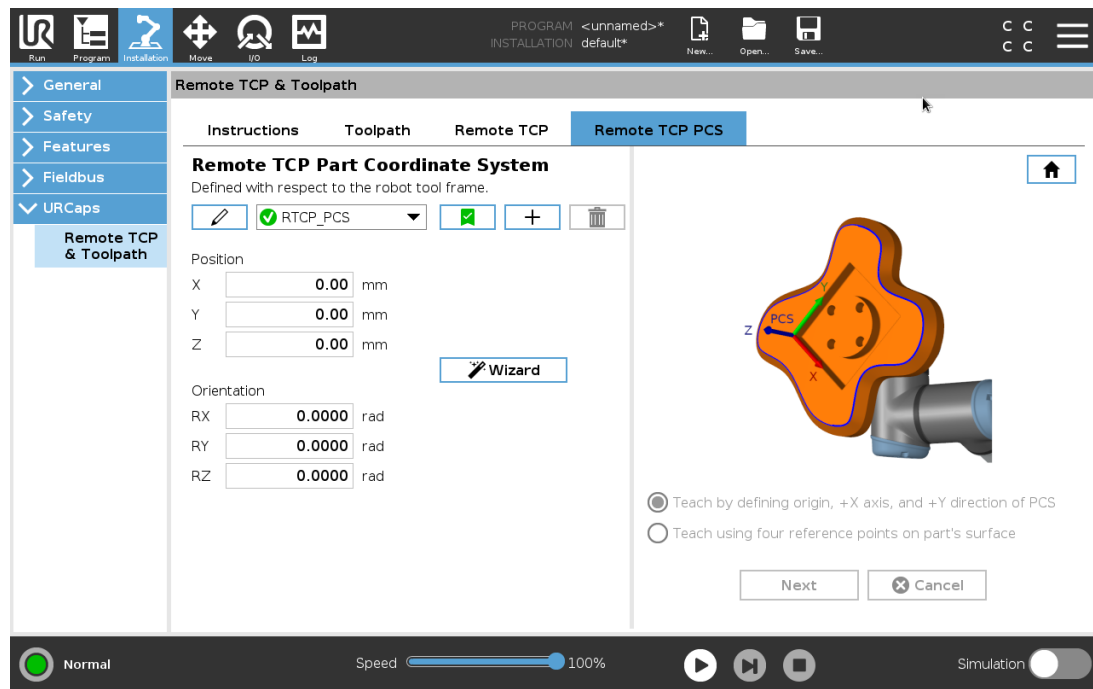 PROGRAM <unnamed>*
INSTALLATION default*
C C
C C
Run
Program
Installation
Move
I/O
Log
New...
Open...
Save...
General
Safety
Features
Fieldbus
URCaps
Remote TCP
& Toolpath
Remote TCP & Toolpath
Instructions
Toolpath
Remote TCP
Remote TCP PCS
Remote TCP Part Coordinate System
Defined with respect to the robot tool frame.
RTCP_PCS
Position
X 0.00 mm
Y 0.00 mm
Z 0.00 mm
Wizard
Orientation
RX 0.0000 rad
RY 0.0000 rad
RZ 0.0000 rad
Y
PCS
Z
X
Teach by defining origin, +X axis, and +Y direction of PCS
Teach using four reference points on part's surface
Next
Cancel
Normal
Speed
100%
Simulation